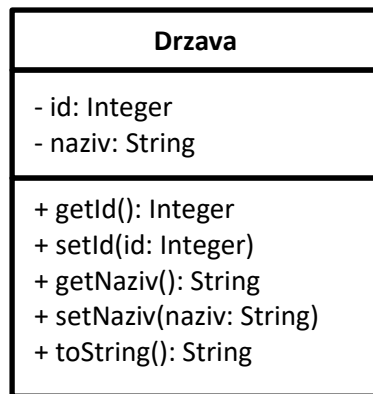 Drzava
- id: Integer
- naziv: String
+ getId(): Integer
+ setId(id: Integer)
+ getNaziv(): String
+ setNaziv(naziv: String)
+ toString(): String